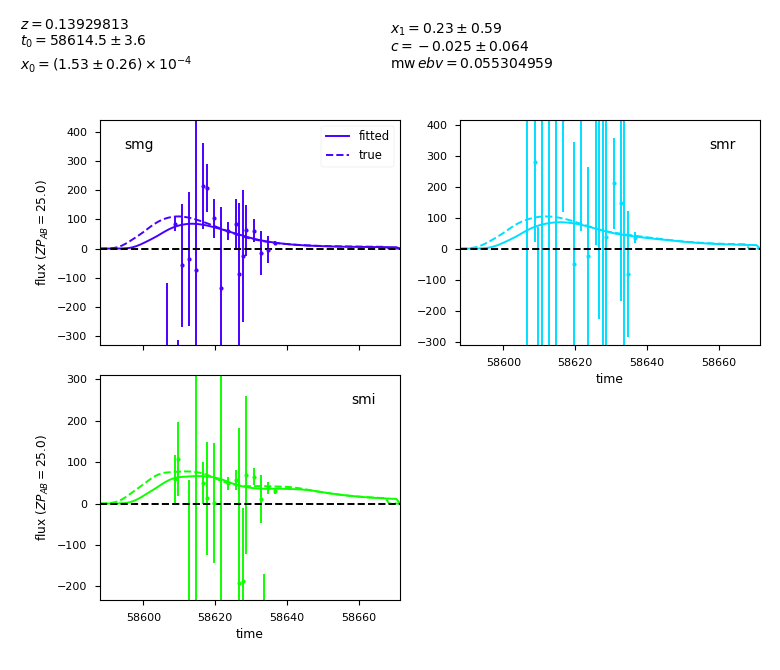 z = 0.13929813
t₀ = 58614.5 ± 3.6
x₀ = (1.53 ± 0.26) × 10⁻⁴
x₁ = 0.23 ± 0.59
c = −0.025 ± 0.064
mw ebv = 0.055304959
smg
fitted
true
400
300
200
100
0
−100
−200
−300
flux (ZP_AB = 25.0)
smr
400
300
200
100
0
−100
−200
−300
58600
58620
58640
58660
time
smi
300
200
100
0
−100
−200
flux (ZP_AB = 25.0)
58600
58620
58640
58660
time